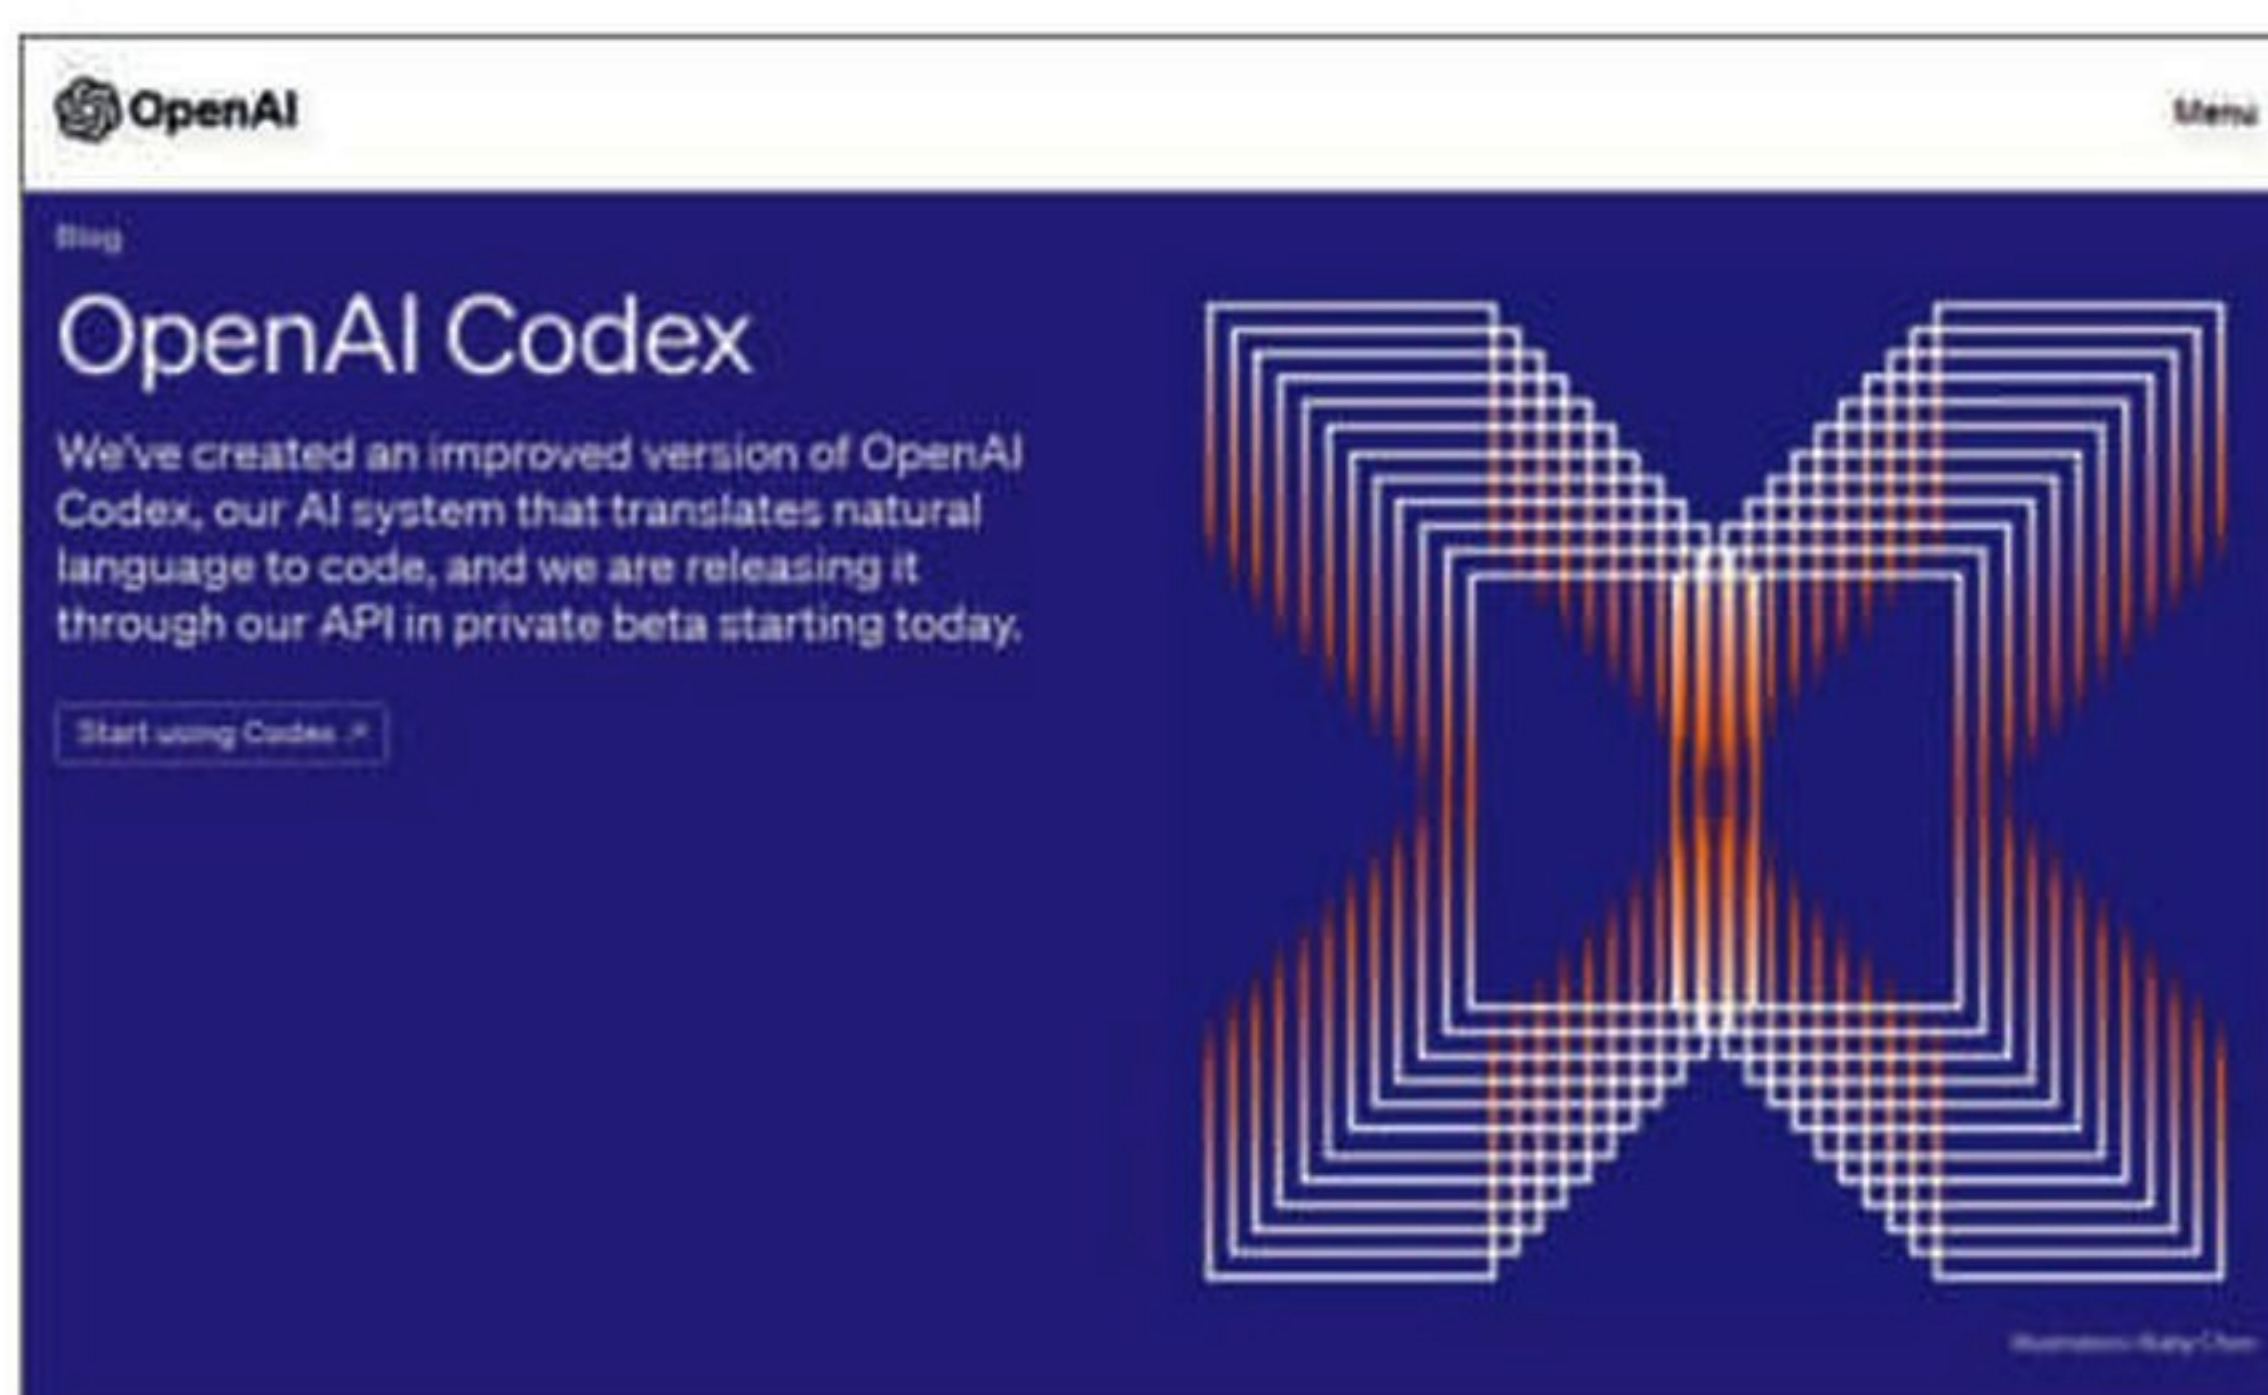 OpenAI
Menu
Blog
OpenAI Codex
We've created an improved version of OpenAI
Codex, our AI system that translates natural
language to code, and we are releasing it
through our API in private beta starting today.
Start using Codex ↗